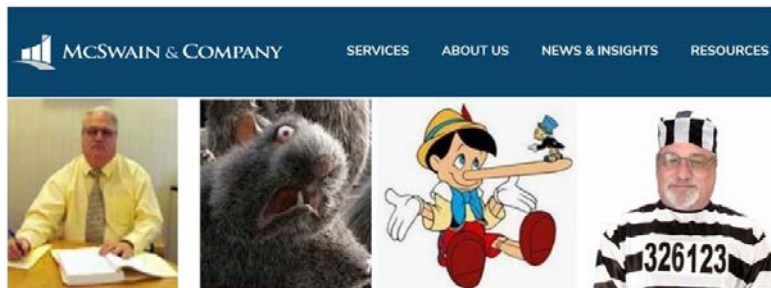 McSwain & Company
SERVICES
ABOUT US
NEWS & INSIGHTS
RESOURCES
326123